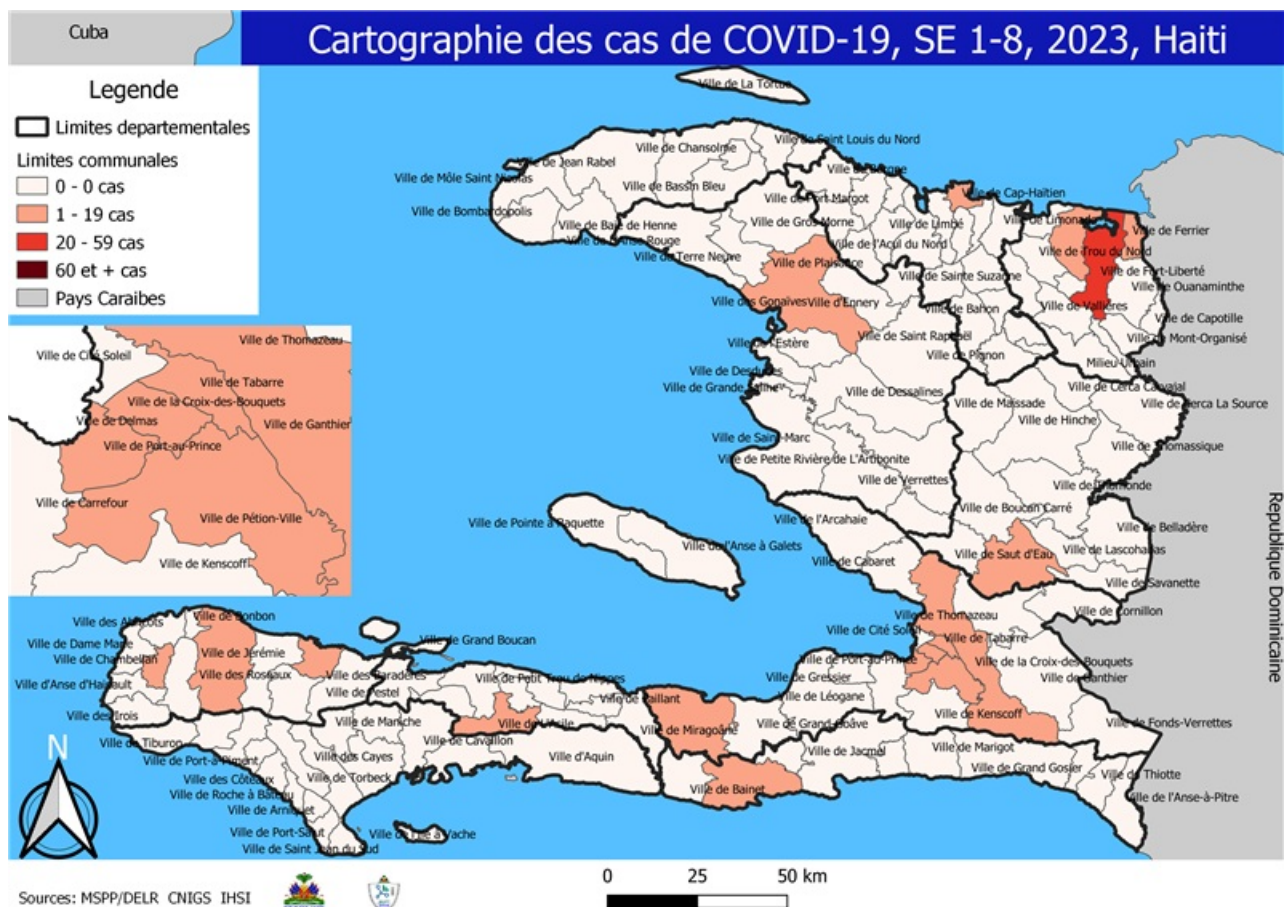 Cuba
Cartographie des cas de COVID-19, SE 1-8, 2023, Haiti
Legende
Limites departementales
Limites communales
0 - 0 cas
1 - 19 cas
20 - 59 cas
60 et + cas
Pays Caraibes
Ville de La Tortue
Ville de Saint Louis du Nord
Ville de Chansolme
Ville de Jean Rabel
Ville de Môle Saint Nicolas
Ville de Bassin Bleu
Ville de Bombardopolis
Ville de Port Margot
Ville de Cap-Haïtien
Ville de Baie de Henne
Ville de Gros Morne
Ville de Limbé
Ville de Limonade
Ville de Ferrier
Ville de l'Acul du Nord
Ville de Trou du Nord
Ville de Terre Neuve
Ville de Plaisance
Ville de Sainte Suzanne
Ville de Fort-Liberté
Ville de Ouanaminthe
Ville des Gonaïves
Ville d'Ennery
Ville de Bahon
Ville de Vallières
Ville de Capotille
Ville de Saint Raphaël
Ville de Mont-Organisé
Ville de l'Estère
Ville de Pignon
Milieu Urbain
Ville de Desdunes
Ville de Grande Saline
Ville de Dessalines
Ville de Cerca Carvajal
Ville de Maissade
Ville de Cerca La Source
Ville de Hinche
Ville de Saint-Marc
Ville de Thomassique
Ville de Petite Rivière de L'Artibonite
Ville de Verrettes
Ville de Boucan Carré
Ville de Pointe à Raquette
Ville de l'Arcahaie
Ville de Belladère
Ville de l'Anse à Galets
Ville de Saut d'Eau
Ville de Lascohabas
Ville de Cabaret
Ville de Savanette
Ville de Cornillon
Republique Dominicaine
Ville de Thomazeau
Ville de Cité Soleil
Ville de Tabarre
Ville de la Croix-des-Bouquets
Ville de Delmas
Ville de Ganthier
Ville de Port-au-Prince
Ville de Carrefour
Ville de Pétion-Ville
Ville de Kenscoff
Ville des Abricots
Ville de Bonbon
Ville de Thomazeau
Ville de Cité Soleil
Ville de Dame Marie
Ville de Grand Boucan
Ville de Tabarre
Ville de Chambellan
Ville de Jérémie
Ville de Port-au-Prince
Ville de la Croix-des-Bouquets
Ville des Roseaux
Ville des Baradères
Ville de Petit Trou de Nippes
Ville de Gressier
Ville de Ganthier
Ville d'Anse d'Hainault
Ville de Pestel
Ville de Paillant
Ville de Léogane
Ville des Irois
Ville de Maniche
Ville de L'Asile
Ville de Miragoâne
Ville de Grand-Goâve
Ville de Kenscoff
Ville de Fonds-Verrettes
Ville de Tiburon
Ville de Cavaillon
Ville de Jacmel
Ville de Marigot
Ville de Port-à-Piment
Ville des Cayes
Ville d'Aquin
Ville de Grand Gosier
Ville de Thiotte
Ville des Côteaux
Ville de Torbeck
Ville de Bainet
Ville de Roche à Bateau
Ville de l'Anse-à-Pitre
Ville de Arniquet
Ville de Port-Salut
Ville de l'Ile à Vache
Ville de Saint Jean du Sud
N
Sources: MSPP/DELR CNIGS IHSI
0 25 50 km